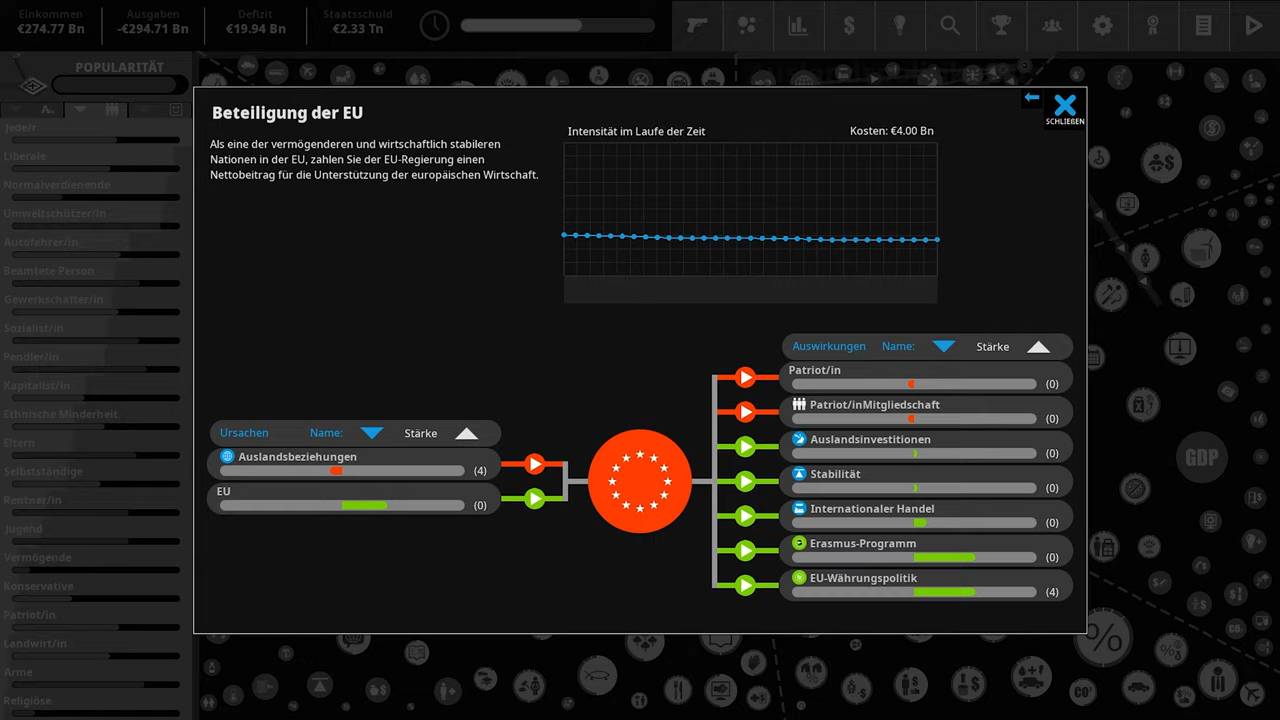 Einkommen
€274.77 Bn
Ausgaben
-€294.71 Bn
Defizit
€19.94 Bn
Staatsschuld
€2.33 Tn
POPULARITÄT
Jede/r
Liberale
Normalverdienende
Umweltschützer/in
Autofahrer/in
Beamtete Person
Gewerkschafter/in
Sozialist/in
Pendler/in
Kapitalist/in
Ethnische Minderheit
Eltern
Selbstständige
Rentner/in
Jugend
Vermögende
Konservative
Patriot/in
Landwirt/in
Arme
Religiöse
Beteiligung der EU
SCHLIEßEN
Als eine der vermögenderen und wirtschaftlich stabileren
Nationen in der EU, zahlen Sie der EU-Regierung einen
Nettobeitrag für die Unterstützung der europäischen Wirtschaft.
Intensität im Laufe der Zeit
Kosten: €4.00 Bn
Ursachen Name: Stärke
Auslandsbeziehungen
(4)
EU
(0)
Auswirkungen Name: Stärke
Patriot/in
(0)
Patriot/inMitgliedschaft
(0)
Auslandsinvestitionen
(0)
Stabilität
(0)
Internationaler Handel
(0)
Erasmus-Programm
(0)
EU-Währungspolitik
(4)
GDP